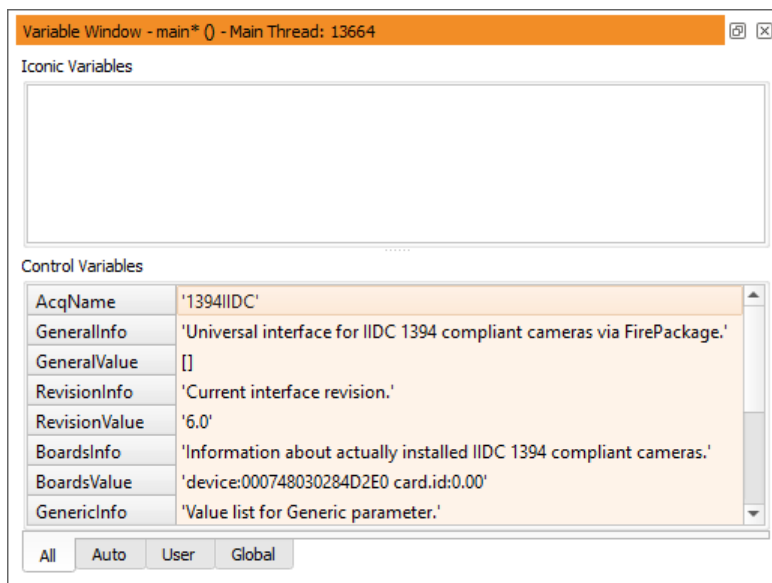 Variable Window - main* () - Main Thread: 13664
Iconic Variables
Control Variables
AcqName '1394IIDC'
GeneralInfo 'Universal interface for IIDC 1394 compliant cameras via FirePackage.'
GeneralValue []
RevisionInfo 'Current interface revision.'
RevisionValue '6.0'
BoardsInfo 'Information about actually installed IIDC 1394 compliant cameras.'
BoardsValue 'device:000748030284D2E0 card.id:0.00'
GenericInfo 'Value list for Generic parameter.'
All Auto User Global